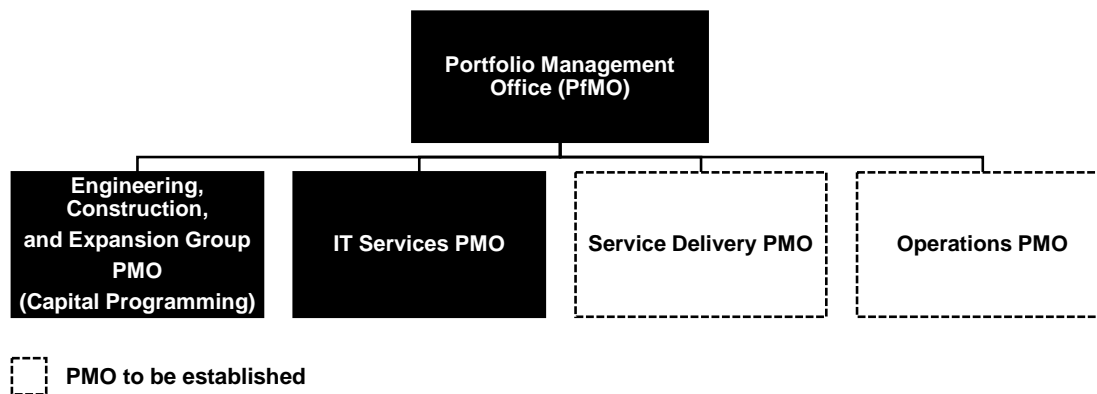 Portfolio Management
Office (PfMO)
Engineering,
Construction,
and Expansion Group
PMO
(Capital Programming)
IT Services PMO
Service Delivery PMO
Operations PMO
PMO to be established